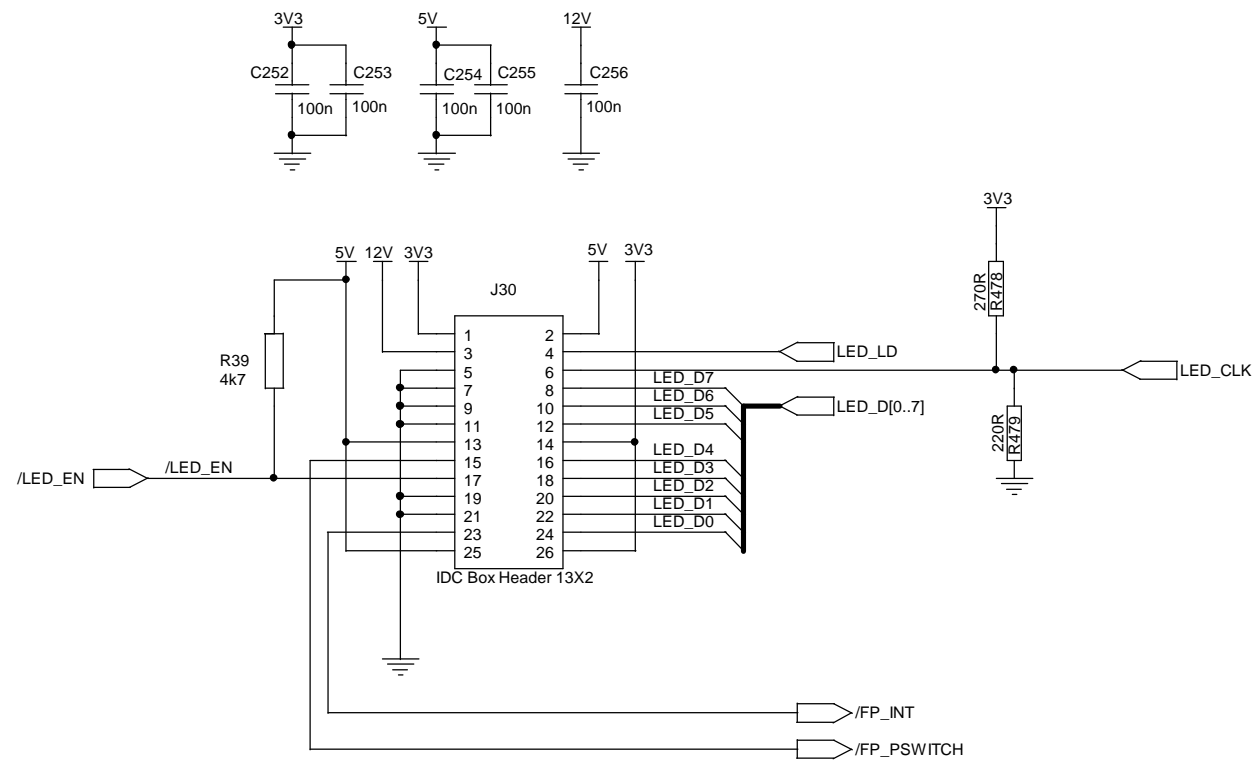 3V3
5V
12V
C252
C253
C254
C255
C256
100n
100n
100n
100n
100n
3V3
5V
12V
3V3
5V
3V3
J30
270R
R478
R39
4k7
1
2
3
4
LED_LD
5
6
LED_CLK
7
8
LED_D7
9
10
LED_D6
LED_D[0..7]
11
12
LED_D5
220R
R479
13
14
15
16
LED_D4
/LED_EN
/LED_EN
17
18
LED_D3
19
20
LED_D2
21
22
LED_D1
23
24
LED_D0
25
26
IDC Box Header 13X2
/FP_INT
/FP_PSWITCH